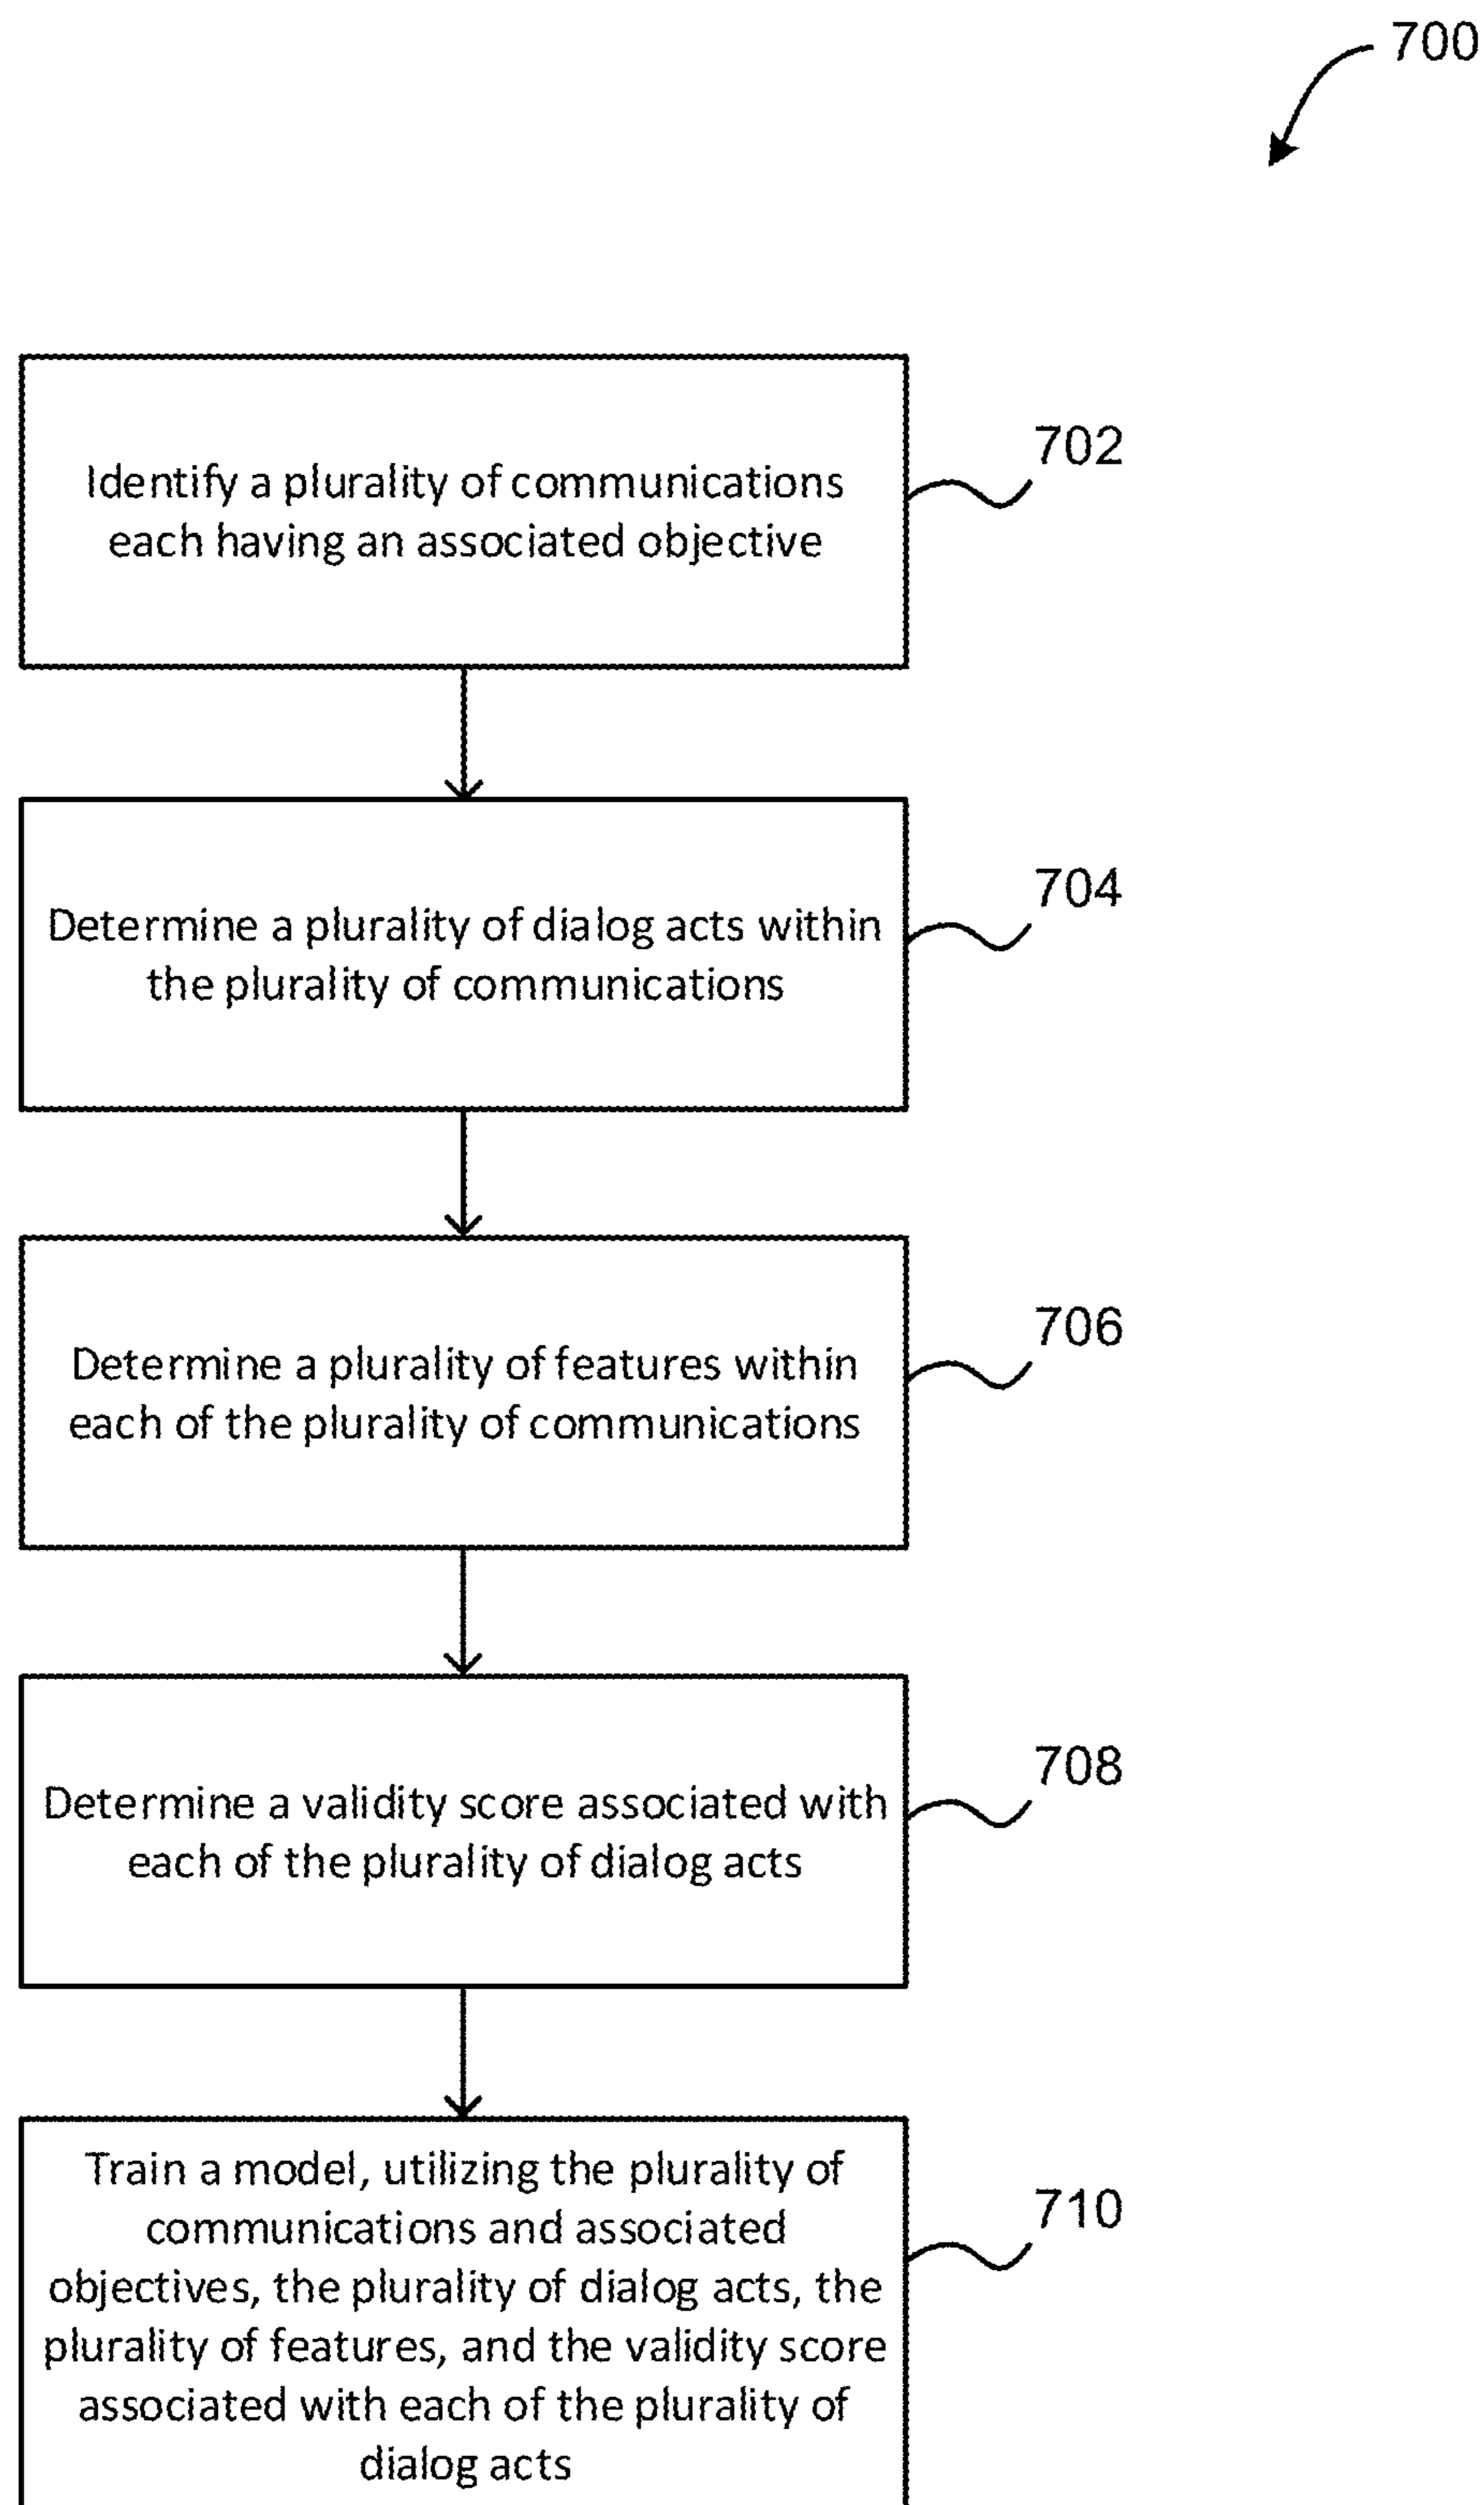 700
Identify a plurality of communications
each having an associated objective
702
Determine a plurality of dialog acts within
the plurality of communications
704
Determine a plurality of features within
each of the plurality of communications
706
Determine a validity score associated with
each of the plurality of dialog acts
708
Train a model, utilizing the plurality of
communications and associated
objectives, the plurality of dialog acts, the
plurality of features, and the validity score
associated with each of the plurality of
dialog acts
710